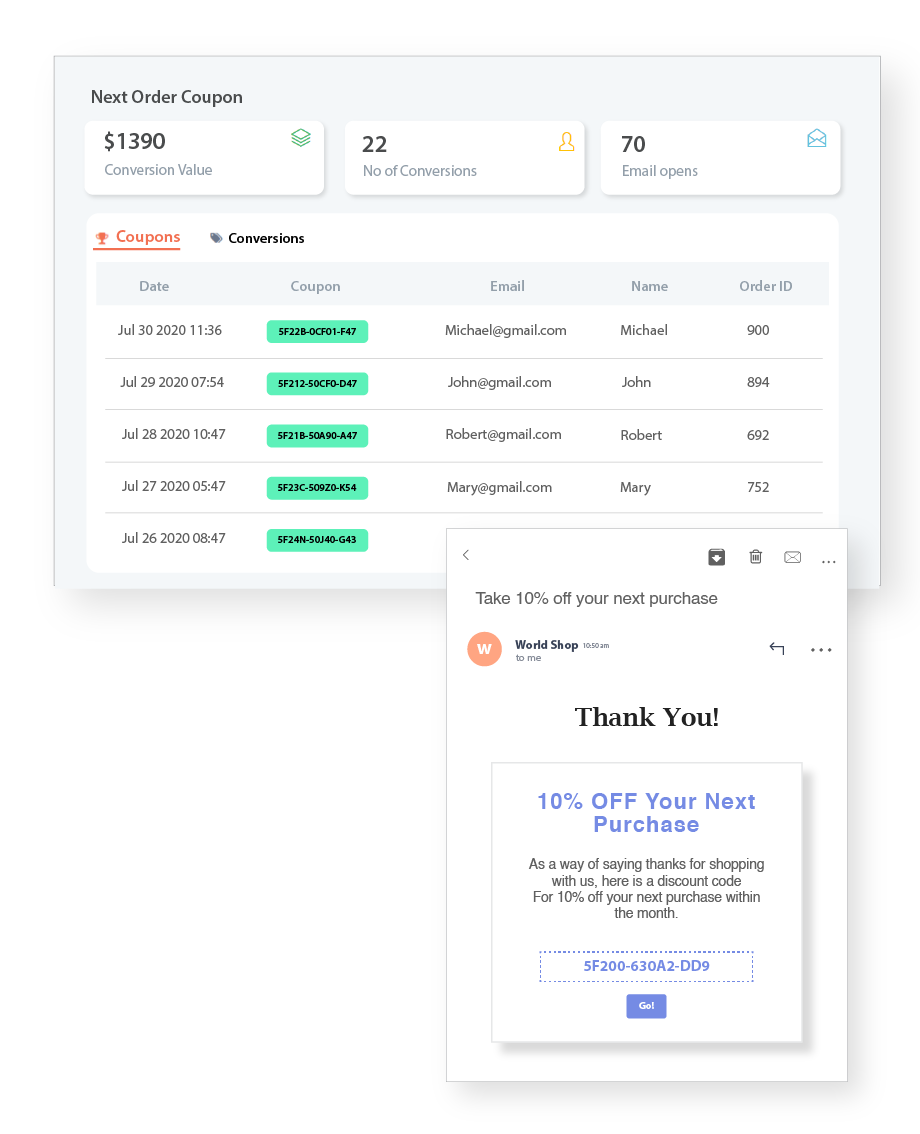 Next Order Coupon
$1390
Conversion Value
22
No of Conversions
70
Email opens
Coupons Conversions
Date Coupon Email Name Order ID
Jul 30 2020 11:36 5F22B-0CF01-F47 Michael@gmail.com Michael 900
Jul 29 2020 07:54 5F212-50CF0-D47 John@gmail.com John 894
Jul 28 2020 10:47 5F21B-50A90-A47 Robert@gmail.com Robert 692
Jul 27 2020 05:47 5F23C-509Z0-K54 Mary@gmail.com Mary 752
Jul 26 2020 08:47 5F24N-50J40-G43
Take 10% off your next purchase
W
World Shop 10:50 am
to me
Thank You!
10% OFF Your Next
Purchase
As a way of saying thanks for shopping
with us, here is a discount code
For 10% off your next purchase within
the month.
5F200-630A2-DD9
Go!